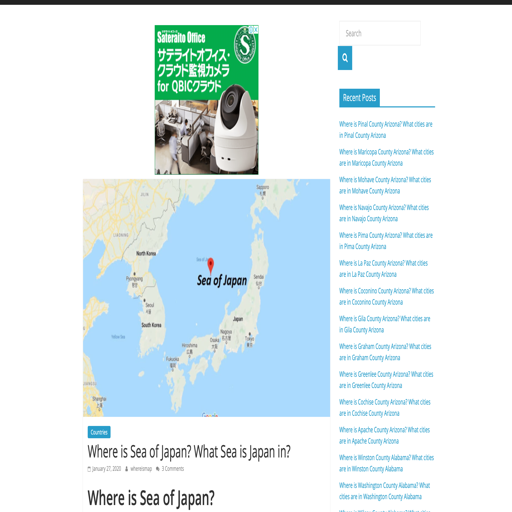 Sateraito Office
サテライトオフィス・
クラウド監視カメラ
for QBICクラウド
Sapporo
North Korea
Pyongyang
Seoul
South Korea
Sea of Japan
Sendai
Japan
Nagoya
Tokyo
Osaka
Hiroshima
Fukuoka
Shanghai
Countries
Where is Sea of Japan? What Sea is Japan in?
January 27, 2020 whereismap 3 Comments
Where is Sea of Japan?
Search
Recent Posts
Where is Pinal County Arizona? What cities are
in Pinal County Arizona
Where is Maricopa County Arizona? What cities
are in Maricopa County Arizona
Where is Mohave County Arizona? What cities
are in Mohave County Arizona
Where is Navajo County Arizona? What cities
are in Navajo County Arizona
Where is Pima County Arizona? What cities are
in Pima County Arizona
Where is La Paz County Arizona? What cities
are in La Paz County Arizona
Where is Coconino County Arizona? What cities
are in Coconino County Arizona
Where is Gila County Arizona? What cities are in
Gila County Arizona
Where is Graham County Arizona? What cities
are in Graham County Arizona
Where is Greenlee County Arizona? What cities
are in Greenlee County Arizona
Where is Cochise County Arizona? What cities
are in Cochise County Arizona
Where is Apache County Arizona? What cities
are in Apache County Arizona
Where is Winston County Alabama? What cities
are in Winston County Alabama
Where is Washington County Alabama? What
cities are in Washington County Alabama